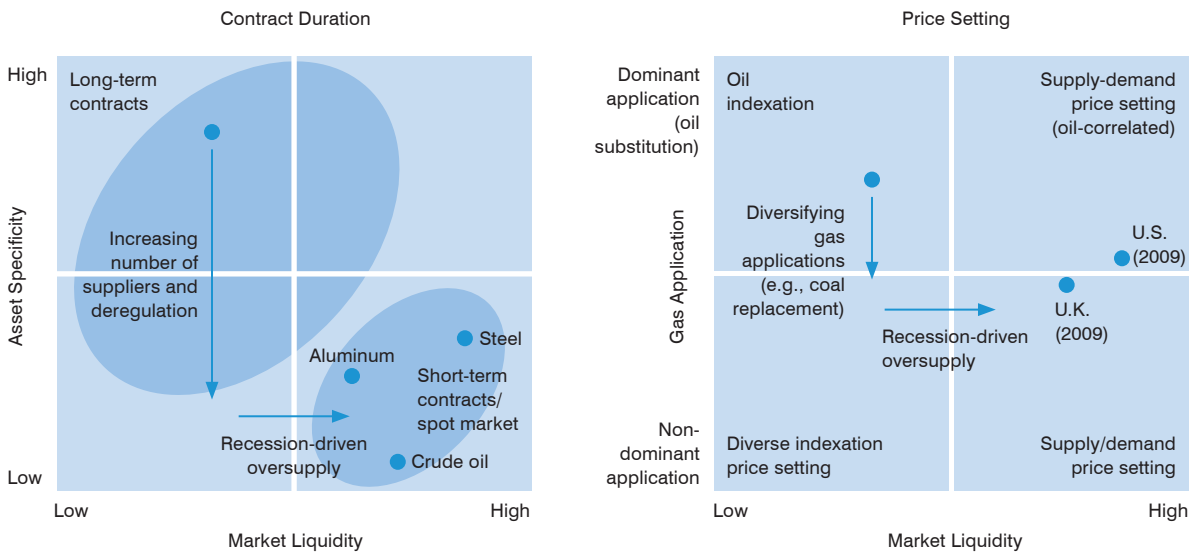 Contract Duration
High
Long-term
contracts
Asset Specificity
Increasing
number of
suppliers and
deregulation
Aluminum
Steel
Short-term
contracts/
spot market
Recession-driven
oversupply
Crude oil
Low
Low
High
Market Liquidity
Price Setting
Dominant
application
(oil
substitution)
Oil
indexation
Supply-demand
price setting
(oil-correlated)
Gas Application
Diversifying
gas
applications
(e.g., coal
replacement)
U.S.
(2009)
U.K.
(2009)
Recession-driven
oversupply
Non-
dominant
application
Diverse indexation
price setting
Supply/demand
price setting
Low
High
Market Liquidity